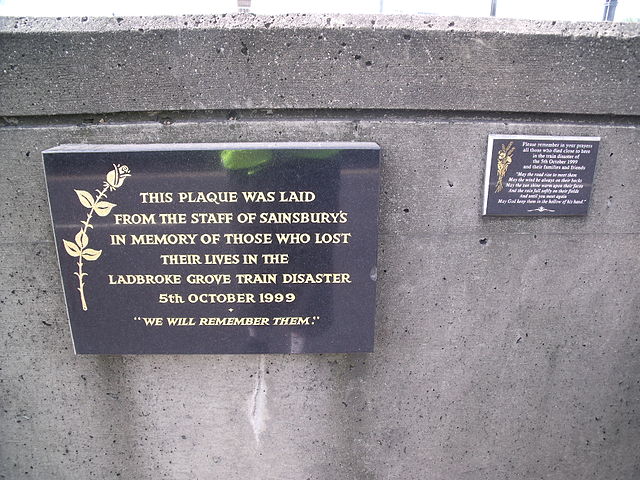 THIS PLAQUE WAS LAID
FROM THE STAFF OF SAINSBURY'S
IN MEMORY OF THOSE WHO LOST
THEIR LIVES IN THE
LADBROKE GROVE TRAIN DISASTER
5th OCTOBER 1999
"WE WILL REMEMBER THEM."
Please remember in your prayers
all those who died close to here
in the train disaster of
the 5th October 1999
and their families and friends
"May the road rise to meet them
May the wind be always on their backs
May the sun shine warm upon their faces
And the rain fall softly on their fields
And until you meet again
May God keep them in the hollow of his hand."